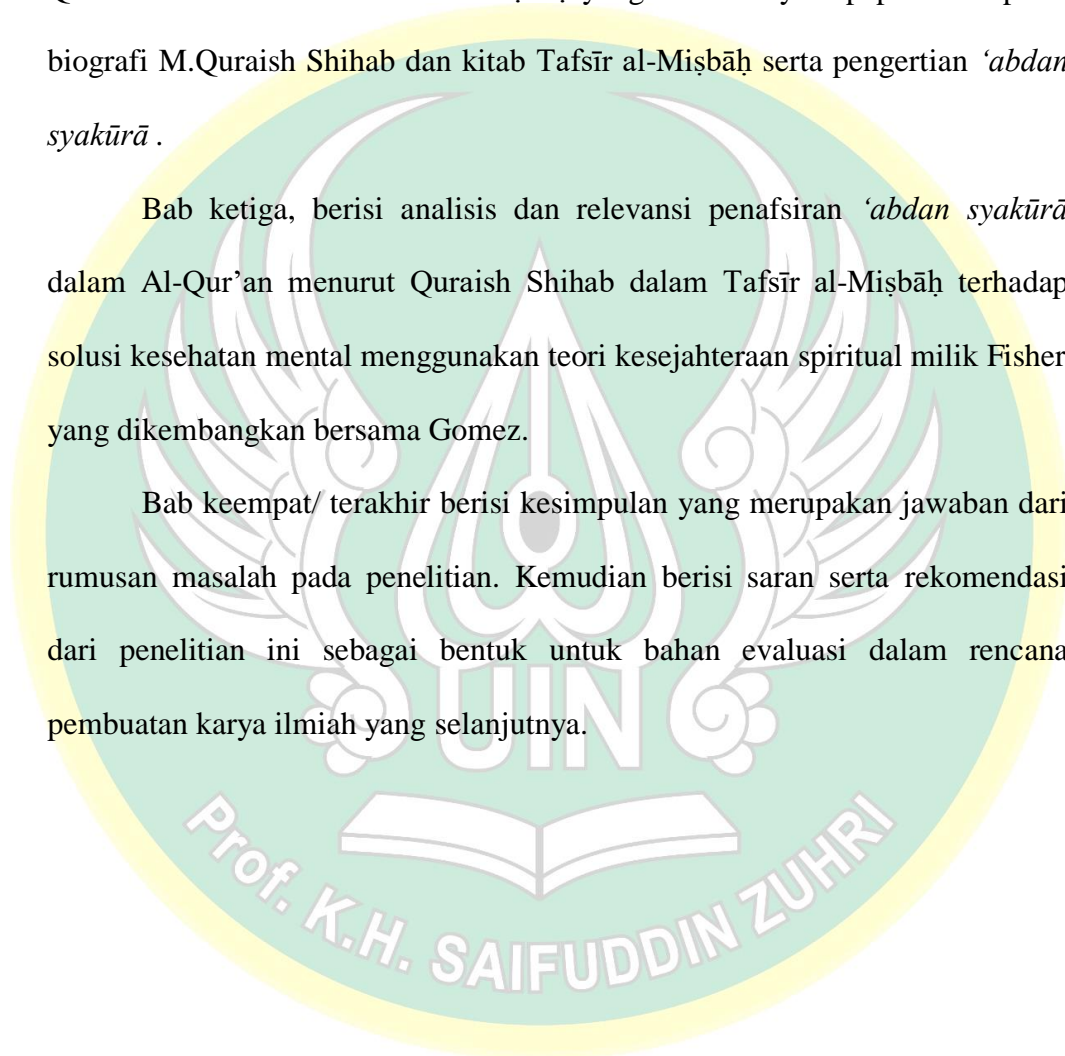 biografi M.Quraish Shihab dan kitab Tafsīr al-Miṣbāḥ serta pengertian ‘abdan
syakūrā .
Bab ketiga, berisi analisis dan relevansi penafsiran ‘abdan syakūrā
dalam Al-Qur’an menurut Quraish Shihab dalam Tafsīr al-Miṣbāḥ terhadap
solusi kesehatan mental menggunakan teori kesejahteraan spiritual milik Fisher
yang dikembangkan bersama Gomez.
Bab keempat/ terakhir berisi kesimpulan yang merupakan jawaban dari
rumusan masalah pada penelitian. Kemudian berisi saran serta rekomendasi
dari penelitian ini sebagai bentuk untuk bahan evaluasi dalam rencana
pembuatan karya ilmiah yang selanjutnya.
UIN
Prof. K.H. SAIFUDDIN ZUHRI